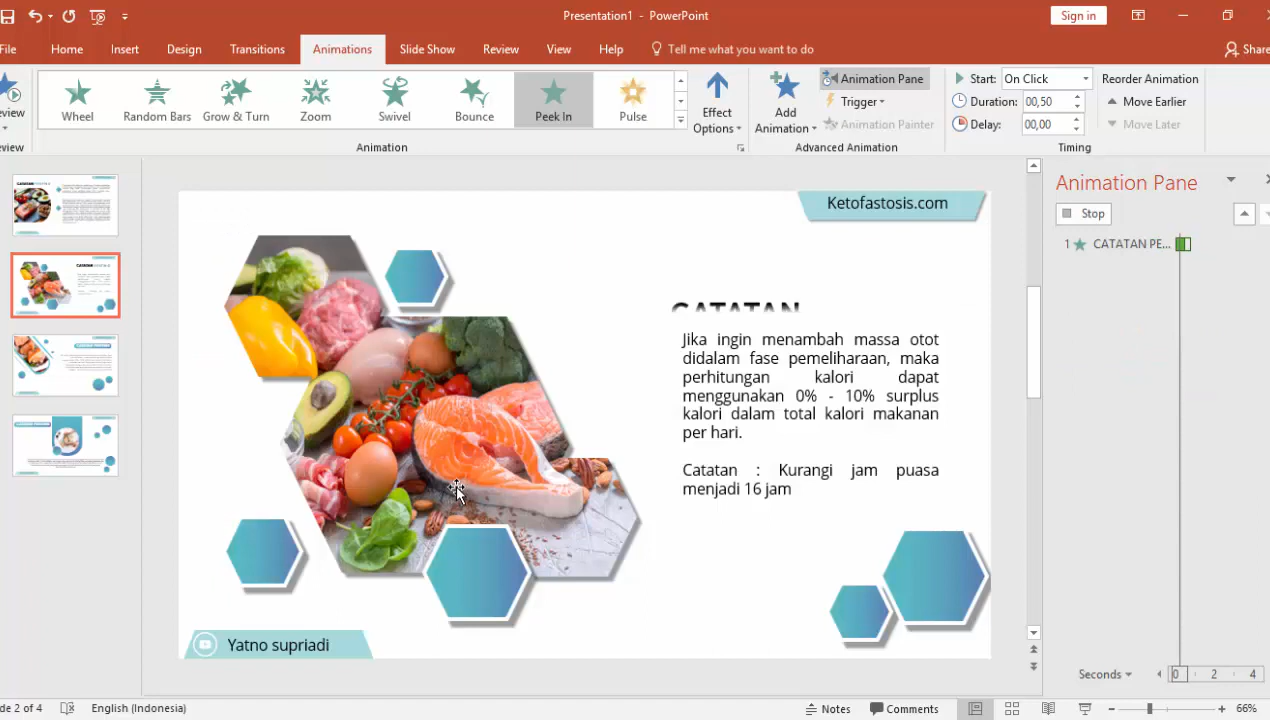 Presentation1 - PowerPoint
Sign in
File
Home
Insert
Design
Transitions
Animations
Slide Show
Review
View
Help
Tell me what you want to do
Share
Wheel
Random Bars
Grow & Turn
Zoom
Swivel
Bounce
Peek In
Pulse
Effect
Options
Add
Animation
Animation Pane
Trigger
Animation Painter
Start: On Click
Duration: 00,50
Delay: 00,00
Reorder Animation
Move Earlier
Move Later
Animation
Advanced Animation
Timing
Ketofastosis.com
CATATAN
Jika ingin menambah massa otot
didalam fase pemeliharaan, maka
perhitungan kalori dapat
menggunakan 0% - 10% surplus
kalori dalam total kalori makanan
per hari.
Catatan : Kurangi jam puasa
menjadi 16 jam
Yatno supriadi
Animation Pane
Stop
1 CATATAN PE...
Seconds
0 2 4
de 2 of 4
English (Indonesia)
Notes
Comments
66%